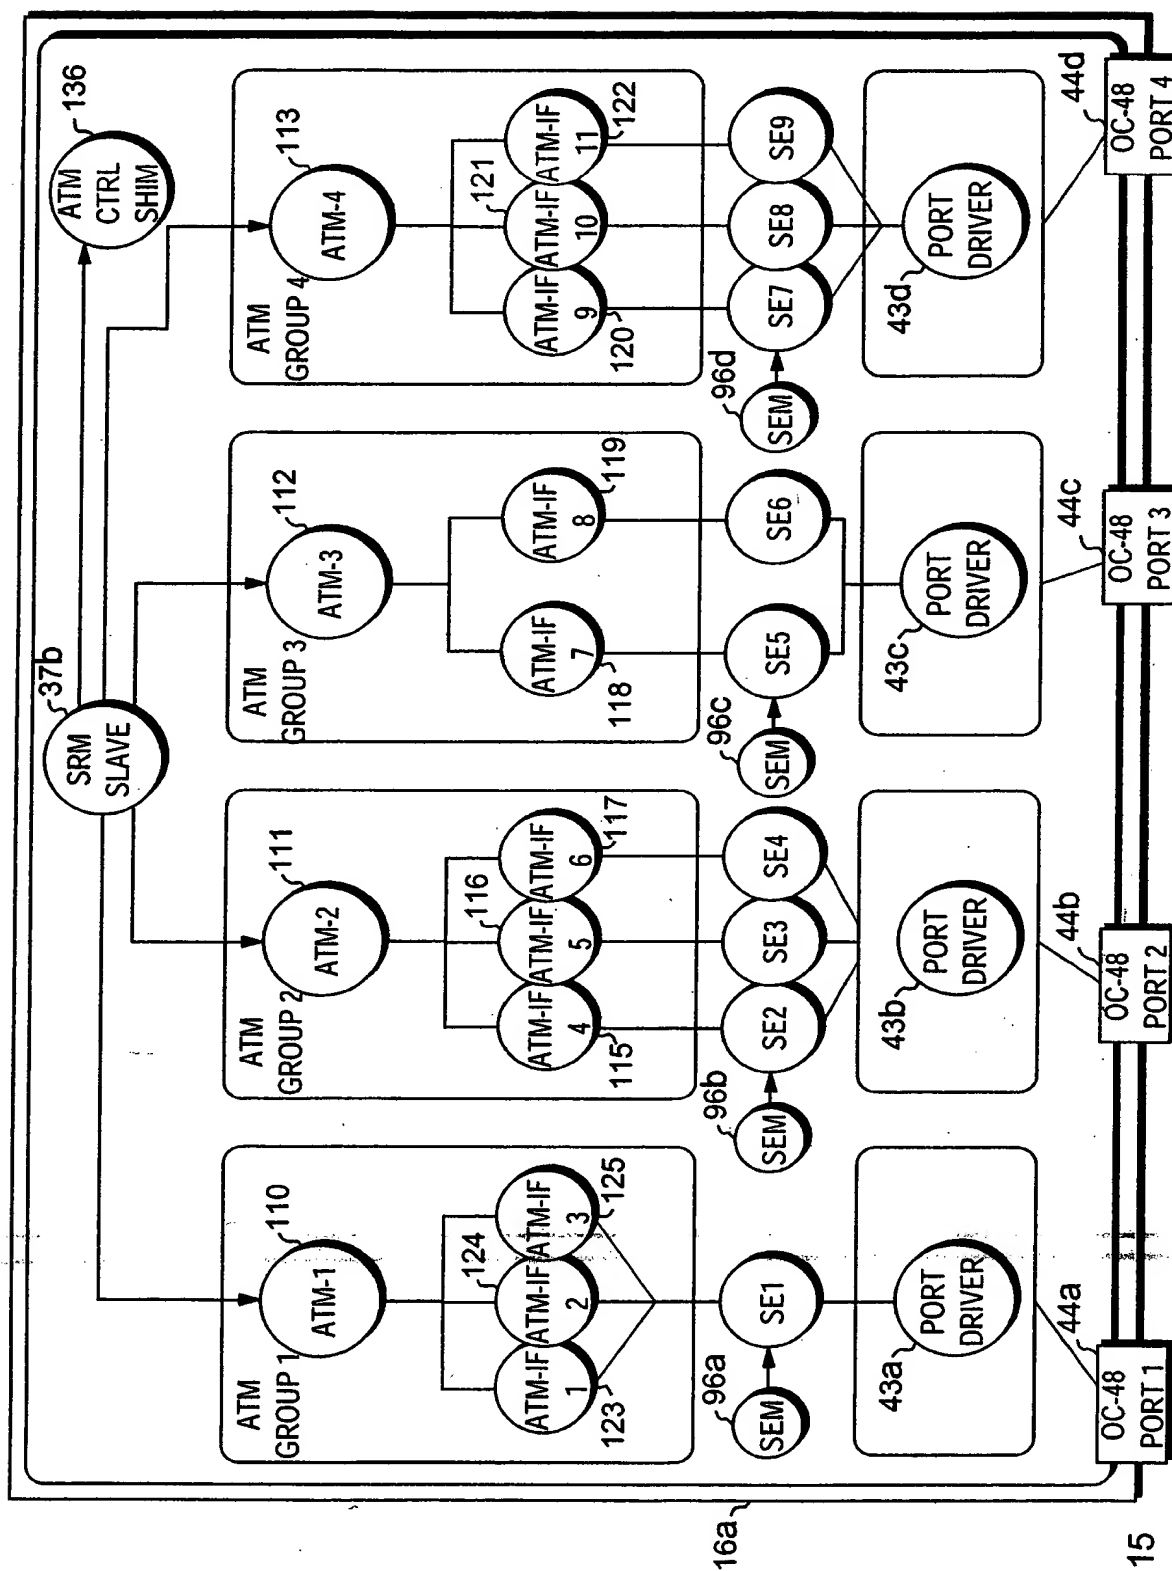 SRM
SLAVE
37b
ATM
CTRL
SHIM
136
ATM
GROUP 1
ATM-1
110
124
ATM-IF
1
ATM-IF
2
ATM-IF
3
123
125
ATM
GROUP 2
ATM-2
111
116
ATM-IF
4
ATM-IF
5
ATM-IF
6
115
117
ATM
GROUP 3
ATM-3
112
ATM-IF
7
ATM-IF
8
118
119
ATM
GROUP 4
ATM-4
113
121
ATM-IF
9
ATM-IF
10
ATM-IF
11
120
122
96a
SEM
SE1
96b
SEM
SE2
SE3
SE4
96c
SEM
SE5
SE6
96d
SEM
SE7
SE8
SE9
PORT
DRIVER
43a
PORT
DRIVER
43b
PORT
DRIVER
43c
PORT
DRIVER
43d
44a
OC-48
PORT 1
44b
OC-48
PORT 2
44c
OC-48
PORT 3
44d
OC-48
PORT 4
16a
15